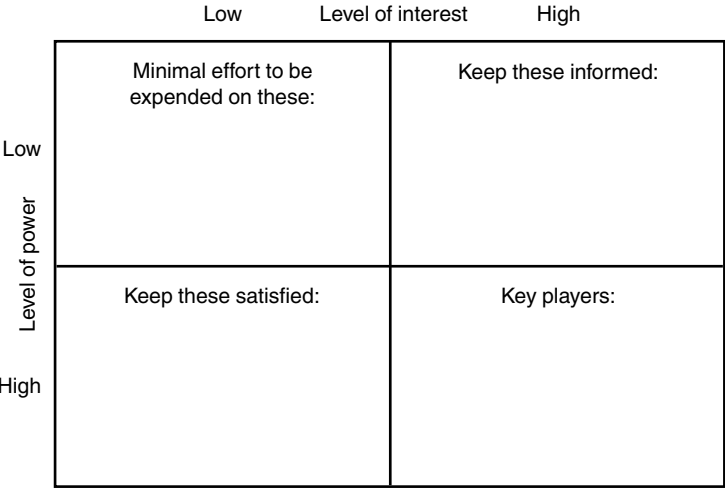 Low Level of interest High
Minimal effort to be
expended on these:
Keep these informed:
Low
Level of power
Keep these satisfied:
Key players:
High